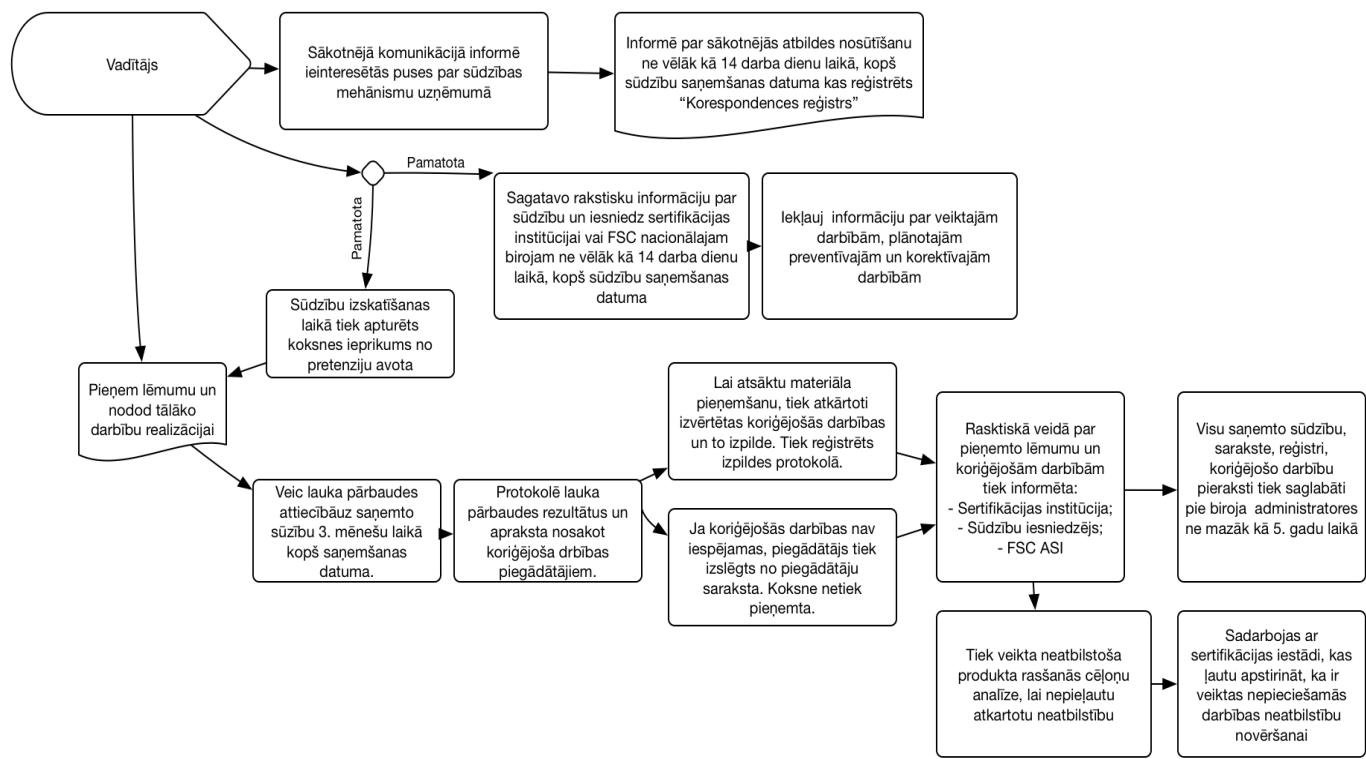 Vadītājs
Sākotnējā komunikācijā informē
ieinteresētās puses par sūdzības
mehānismu uzņēmumā
Informē par sākotnējās atbildes nosūtīšanu
ne vēlāk kā 14 darba dienu laikā, kopš
sūdzību saņemšanas datuma kas reģistrēts
“Korespondences reģistrs”
Pamatota
Pamatota
Sagatavo rakstisku informāciju par
sūdzību un iesniedz sertifikācijas
institūcijai vai FSC nacionālajam
birojam ne vēlāk kā 14 darba dienu
laikā, kopš sūdzību saņemšanas
datuma
Iekļauj informāciju par veiktajām
darbībām, plānotajām
preventīvajām un korektīvajām
darbībām
Sūdzību izskatīšanas
laikā tiek apturēts
koksnes ieprikums no
pretenziju avota
Pieņem lēmumu un
nodod tālāko
darbību realizācijai
Veic lauka pārbaudes
attiecībāuz saņemto
sūzību 3. mēnešu laikā
kopš saņemšanas
datuma.
Protokolē lauka
pārbaudes rezultātus un
apraksta nosakot
koriģējoša drbības
piegādātājiem.
Lai atsāktu materiāla
pieņemšanu, tiek atkārtoti
izvērtētas koriģējošās darbības
un to izpilde. Tiek reģistrēts
izpildes protokolā.
Ja koriģējošās darbības nav
iespējamas, piegādātājs tiek
izslēgts no piegādātāju
saraksta. Koksne netiek
pieņemta.
Rasktiskā veidā par
pieņemto lēmumu un
koriģējošām darbībām
tiek informēta:
- Sertifikācijas institūcija;
- Sūdzību iesniedzējs;
- FSC ASI
Visu saņemto sūdzību,
sarakste, reģistri,
koriģējošo darbību
pieraksti tiek saglabāti
pie biroja administratores
ne mazāk kā 5. gadu laikā
Tiek veikta neatbilstoša
produkta rasšanās cēļoņu
analīze, lai nepieļautu
atkartotu neatbilstību
Sadarbojas ar
sertifikācijas iestādi, kas
ļautu apstirināt, ka ir
veiktas nepieciešamās
darbības neatbilstību
novēršanai